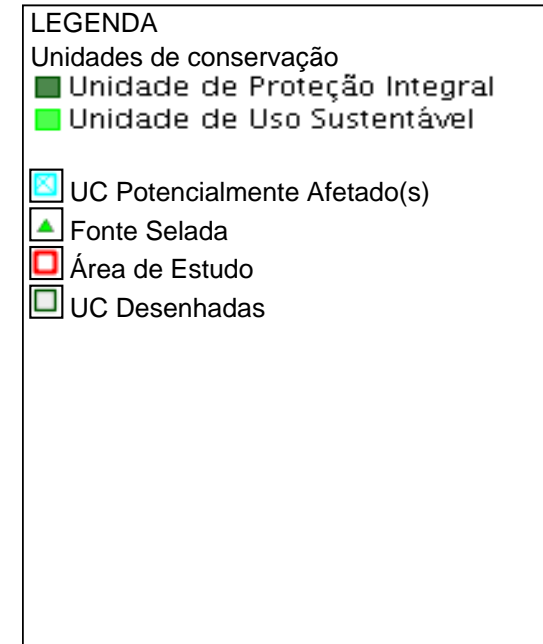 LEGENDA
Unidades de conservação
Unidade de Proteção Integral
Unidade de Uso Sustentável
UC Potencialmente Afetado(s)
Fonte Selada
Área de Estudo
UC Desenhadas